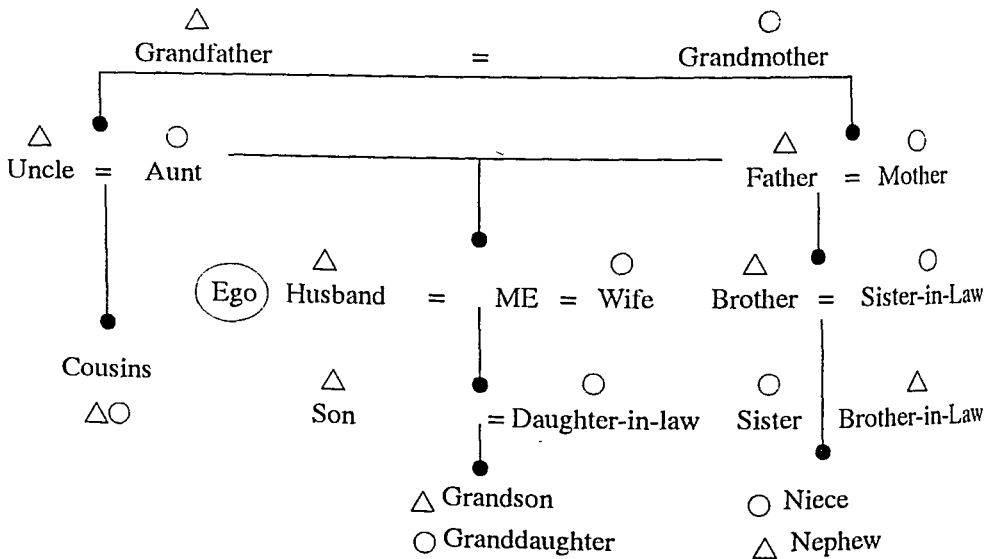 Grandfather = Grandmother
Uncle = Aunt Father = Mother
Ego Husband = ME = Wife Brother = Sister-in-Law
Cousins
Son = Daughter-in-law Sister Brother-in-Law
Grandson Niece
Granddaughter Nephew